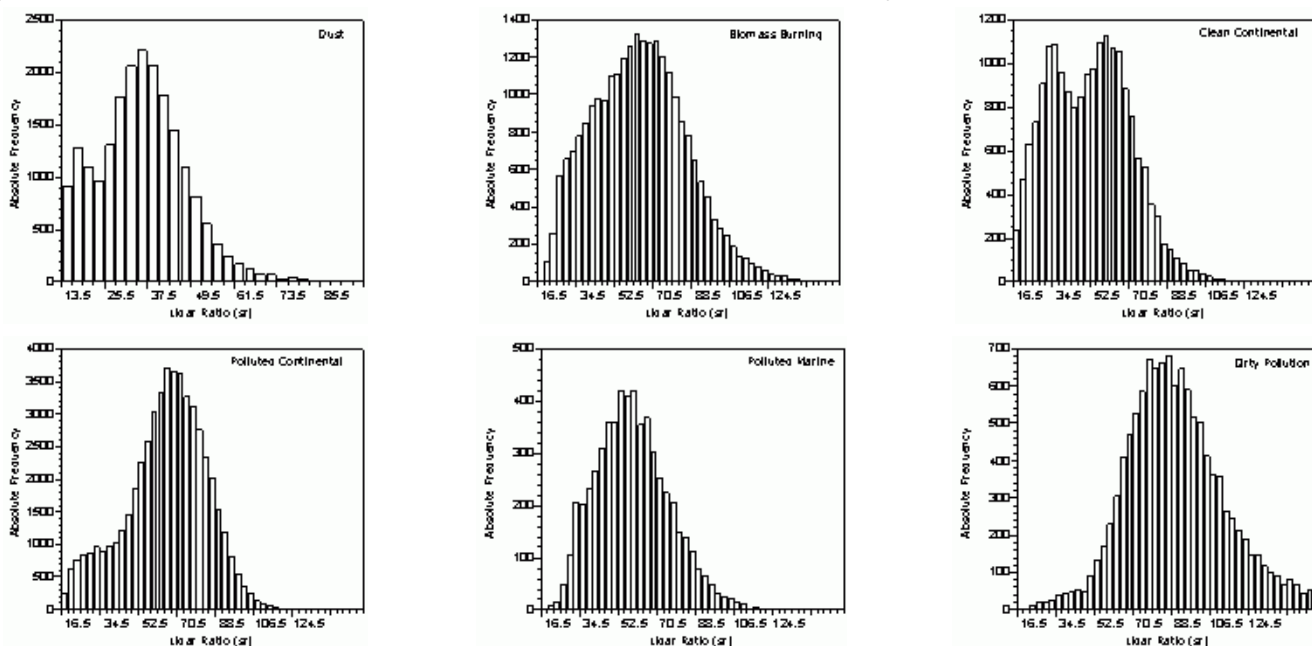 Dust
Absolute Frequency
2500
2000
1500
1000
500
0
13.5 25.5 37.5 49.5 61.5 73.5 85.5
Lidar Ratio (sr)
Biomass Burning
Absolute Frequency
1400
1200
1000
800
600
400
200
0
16.5 34.5 52.5 70.5 88.5 106.5 124.5
Lidar Ratio (sr)
Clean Continental
Absolute Frequency
1200
1000
800
600
400
200
0
16.5 34.5 52.5 70.5 88.5 106.5 124.5
Lidar Ratio (sr)
Polluted Continental
Absolute Frequency
4000
3500
3000
2500
2000
1500
1000
500
0
16.5 34.5 52.5 70.5 88.5 106.5 124.5
Lidar Ratio (sr)
Polluted Marine
Absolute Frequency
500
400
300
200
100
0
16.5 34.5 52.5 70.5 88.5 106.5 124.5
Lidar Ratio (sr)
Dirty Pollution
Absolute Frequency
700
600
500
400
300
200
100
0
16.5 34.5 52.5 70.5 88.5 106.5 124.5
Lidar Ratio (sr)